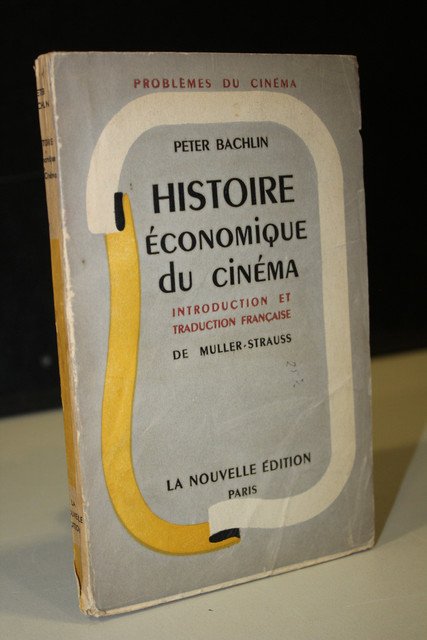 PROBLÈMES DU CINÉMA
PETER BACHLIN
HISTOIRE
ÉCONOMIQUE
du CINÉMA
INTRODUCTION ET
TRADUCTION FRANÇAISE
DE MULLER-STRAUSS
LA NOUVELLE ÉDITION
PARIS